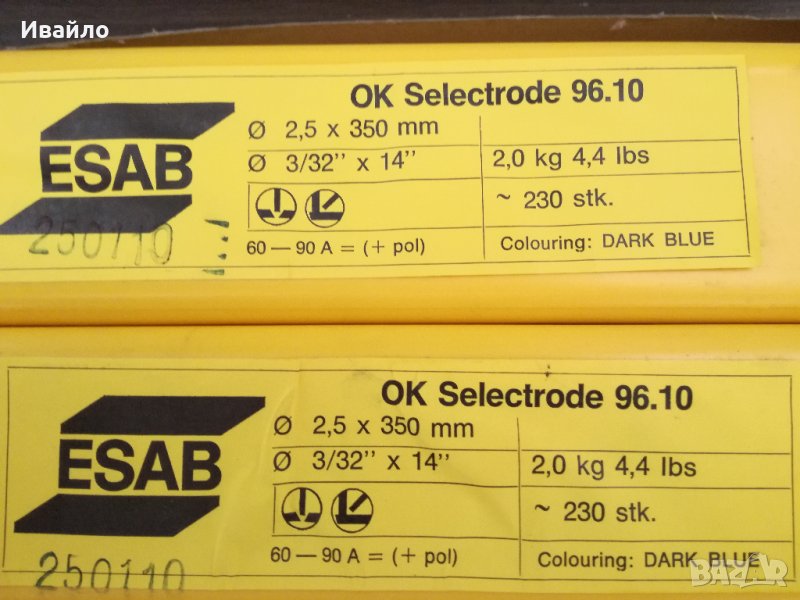 Ивайло
OK Selectrode 96.10
ESAB
Ø 2,5 x 350 mm
Ø 3/32'' x 14''
2,0 kg 4,4 lbs
~ 230 stk.
60 — 90 A = (+ pol)
Colouring: DARK BLUE
250110
OK Selectrode 96.10
ESAB
Ø 2,5 x 350 mm
Ø 3/32'' x 14''
2,0 kg 4,4 lbs
~ 230 stk.
60 — 90 A = (+ pol)
Colouring: DARK BLUE
250110
BAZAR